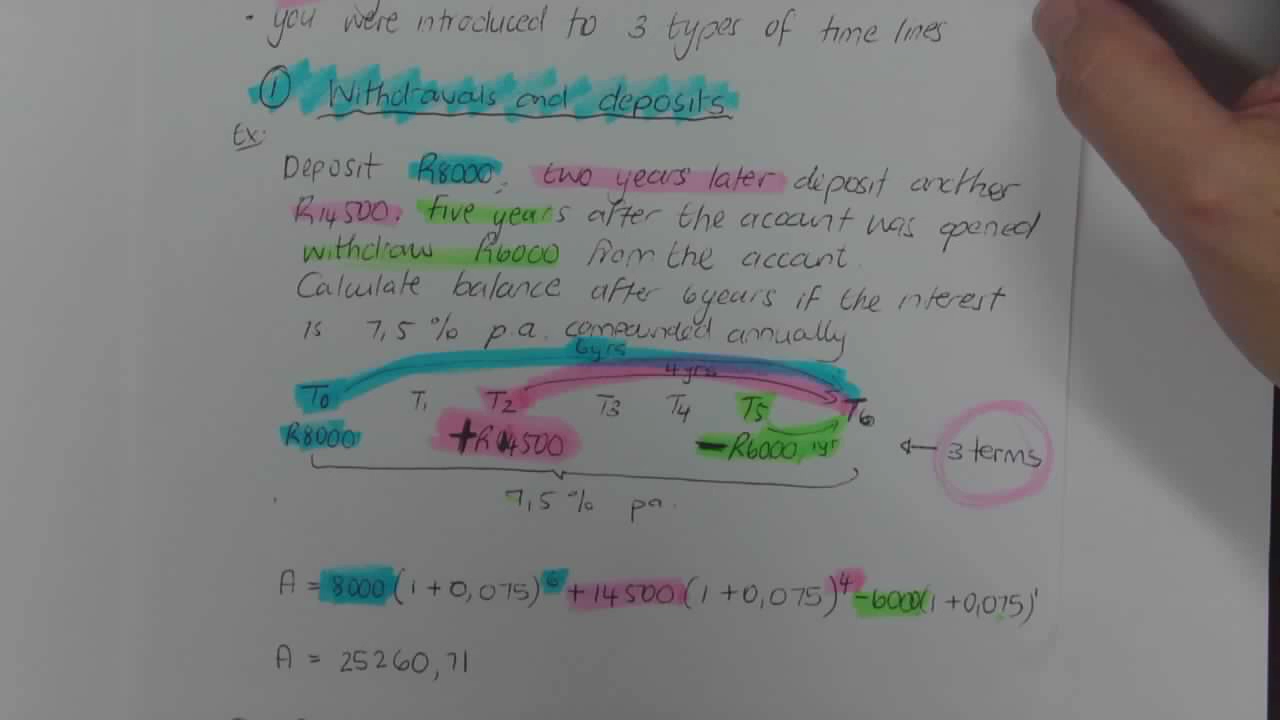 • you were introduced to 3 types of time lines
① Withdrawals and deposits
Ex:
Deposit R8000, two years later deposit another
R14500, five years after the account was opened
withdraw R6000 from the accant.
Calculate balance after 6 years if the interest
is 7,5% p.a. compounded annually
6yrs
4 yrs
T0 T1 T2 T3 T4 T5 T6
R8000 +R14500 -R6000 1yr ← 3 terms
7,5% pa.
A = 8000(1+0,075)^6 +14500(1+0,075)^4 -6000(1+0,075)^1
A = 25260,71